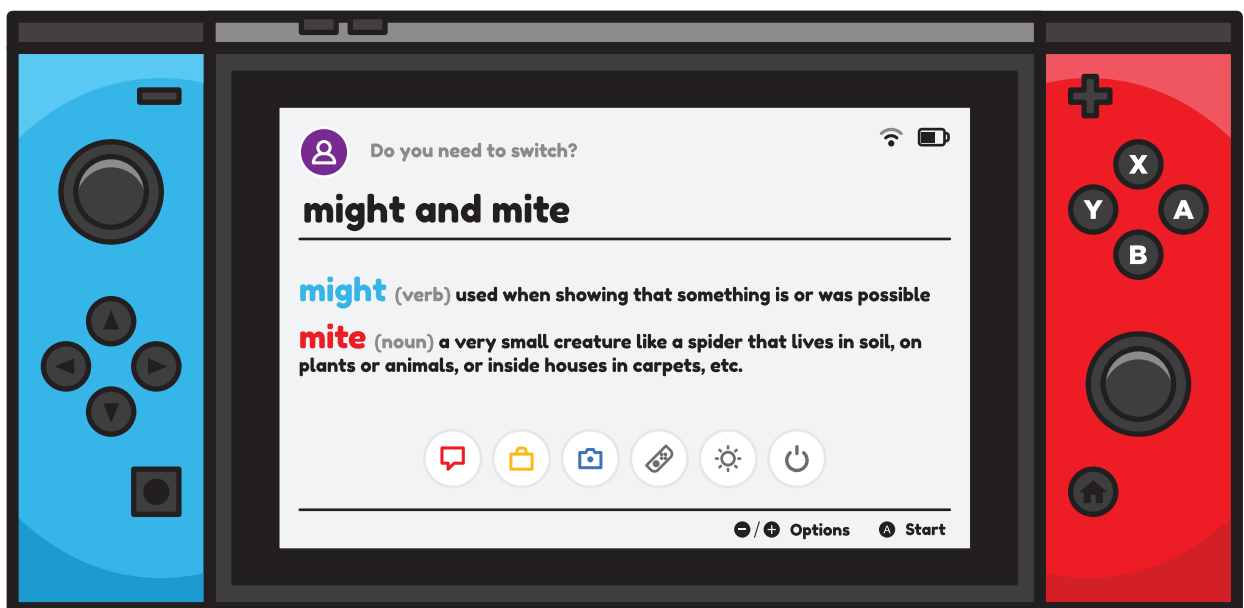 Do you need to switch?
might and mite
might (verb) used when showing that something is or was possible
mite (noun) a very small creature like a spider that lives in soil, on
plants or animals, or inside houses in carpets, etc.
X
Y A
B
-/+ Options A Start